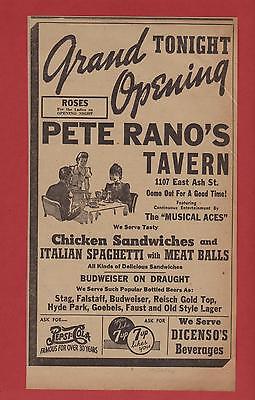 Grand TONIGHT
Opening
ROSES
For the Ladies on
OPENING NIGHT
PETE RANO'S
TAVERN
1107 East Ash St.
Come Out For A Good Time!
Featuring
Continuous Entertainment By
The "MUSICAL ACES"
We Serve Tasty
Chicken Sandwiches and
ITALIAN SPAGHETTI with MEAT BALLS
All Kinds of Delicious Sandwiches
BUDWEISER ON DRAUGHT
We Serve Such Popular Bottled Beers As:
Stag, Falstaff, Budweiser, Reisch Gold Top,
Hyde Park, Goebels, Faust and Old Style Lager
ASK FOR—
PEPSI-COLA
FAMOUS FOR OVER 30 YEARS
ASK FOR
7up
7up
likes you
We Serve
DICENSO'S
Beverages